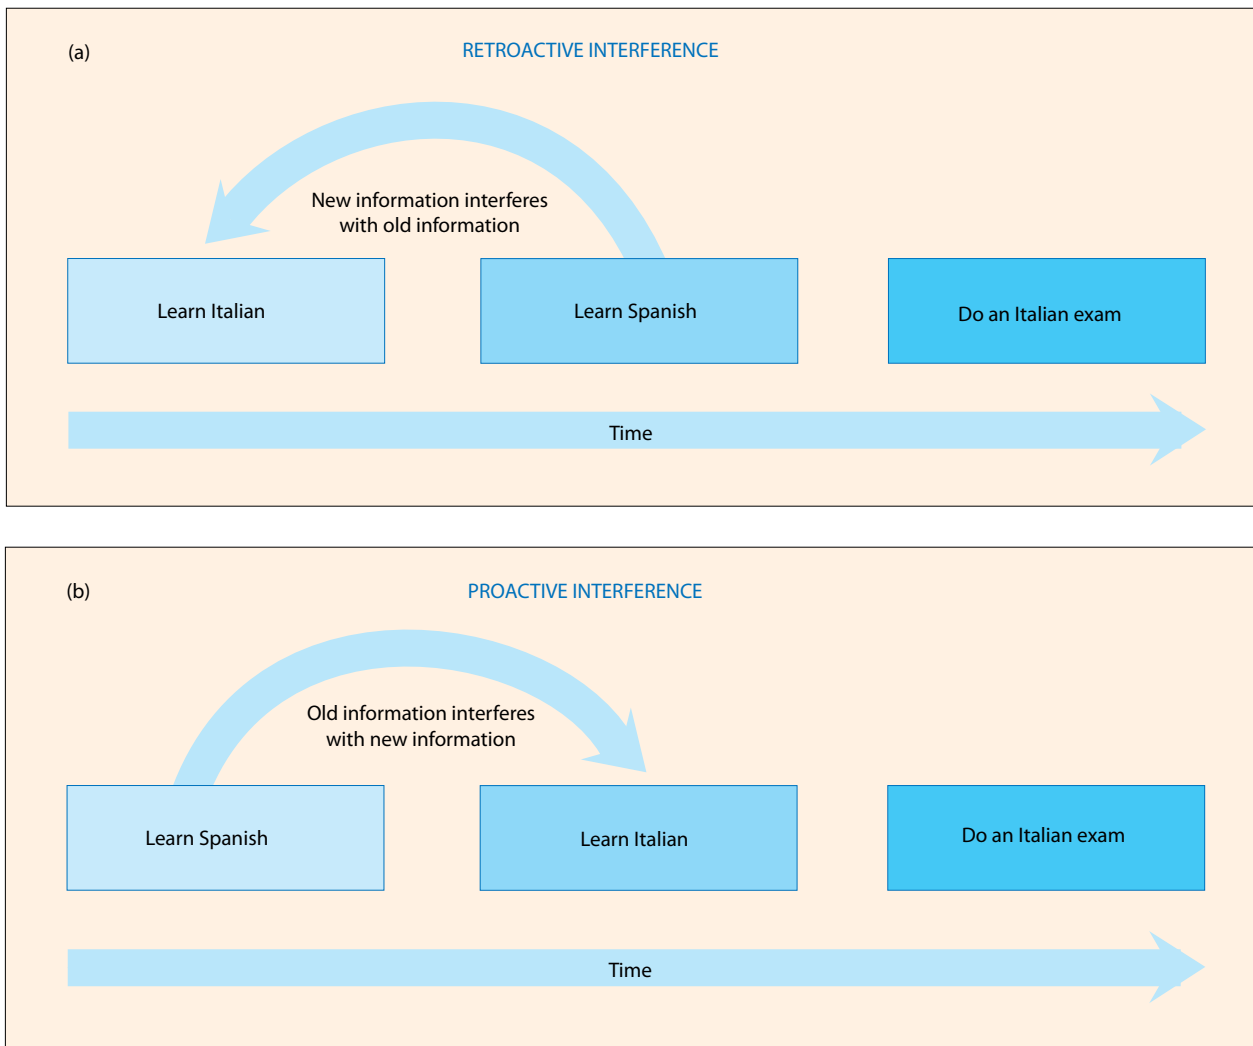 (a)
RETROACTIVE INTERFERENCE
New information interferes
with old information
Learn Italian
Learn Spanish
Do an Italian exam
Time
(b)
PROACTIVE INTERFERENCE
Old information interferes
with new information
Learn Spanish
Learn Italian
Do an Italian exam
Time